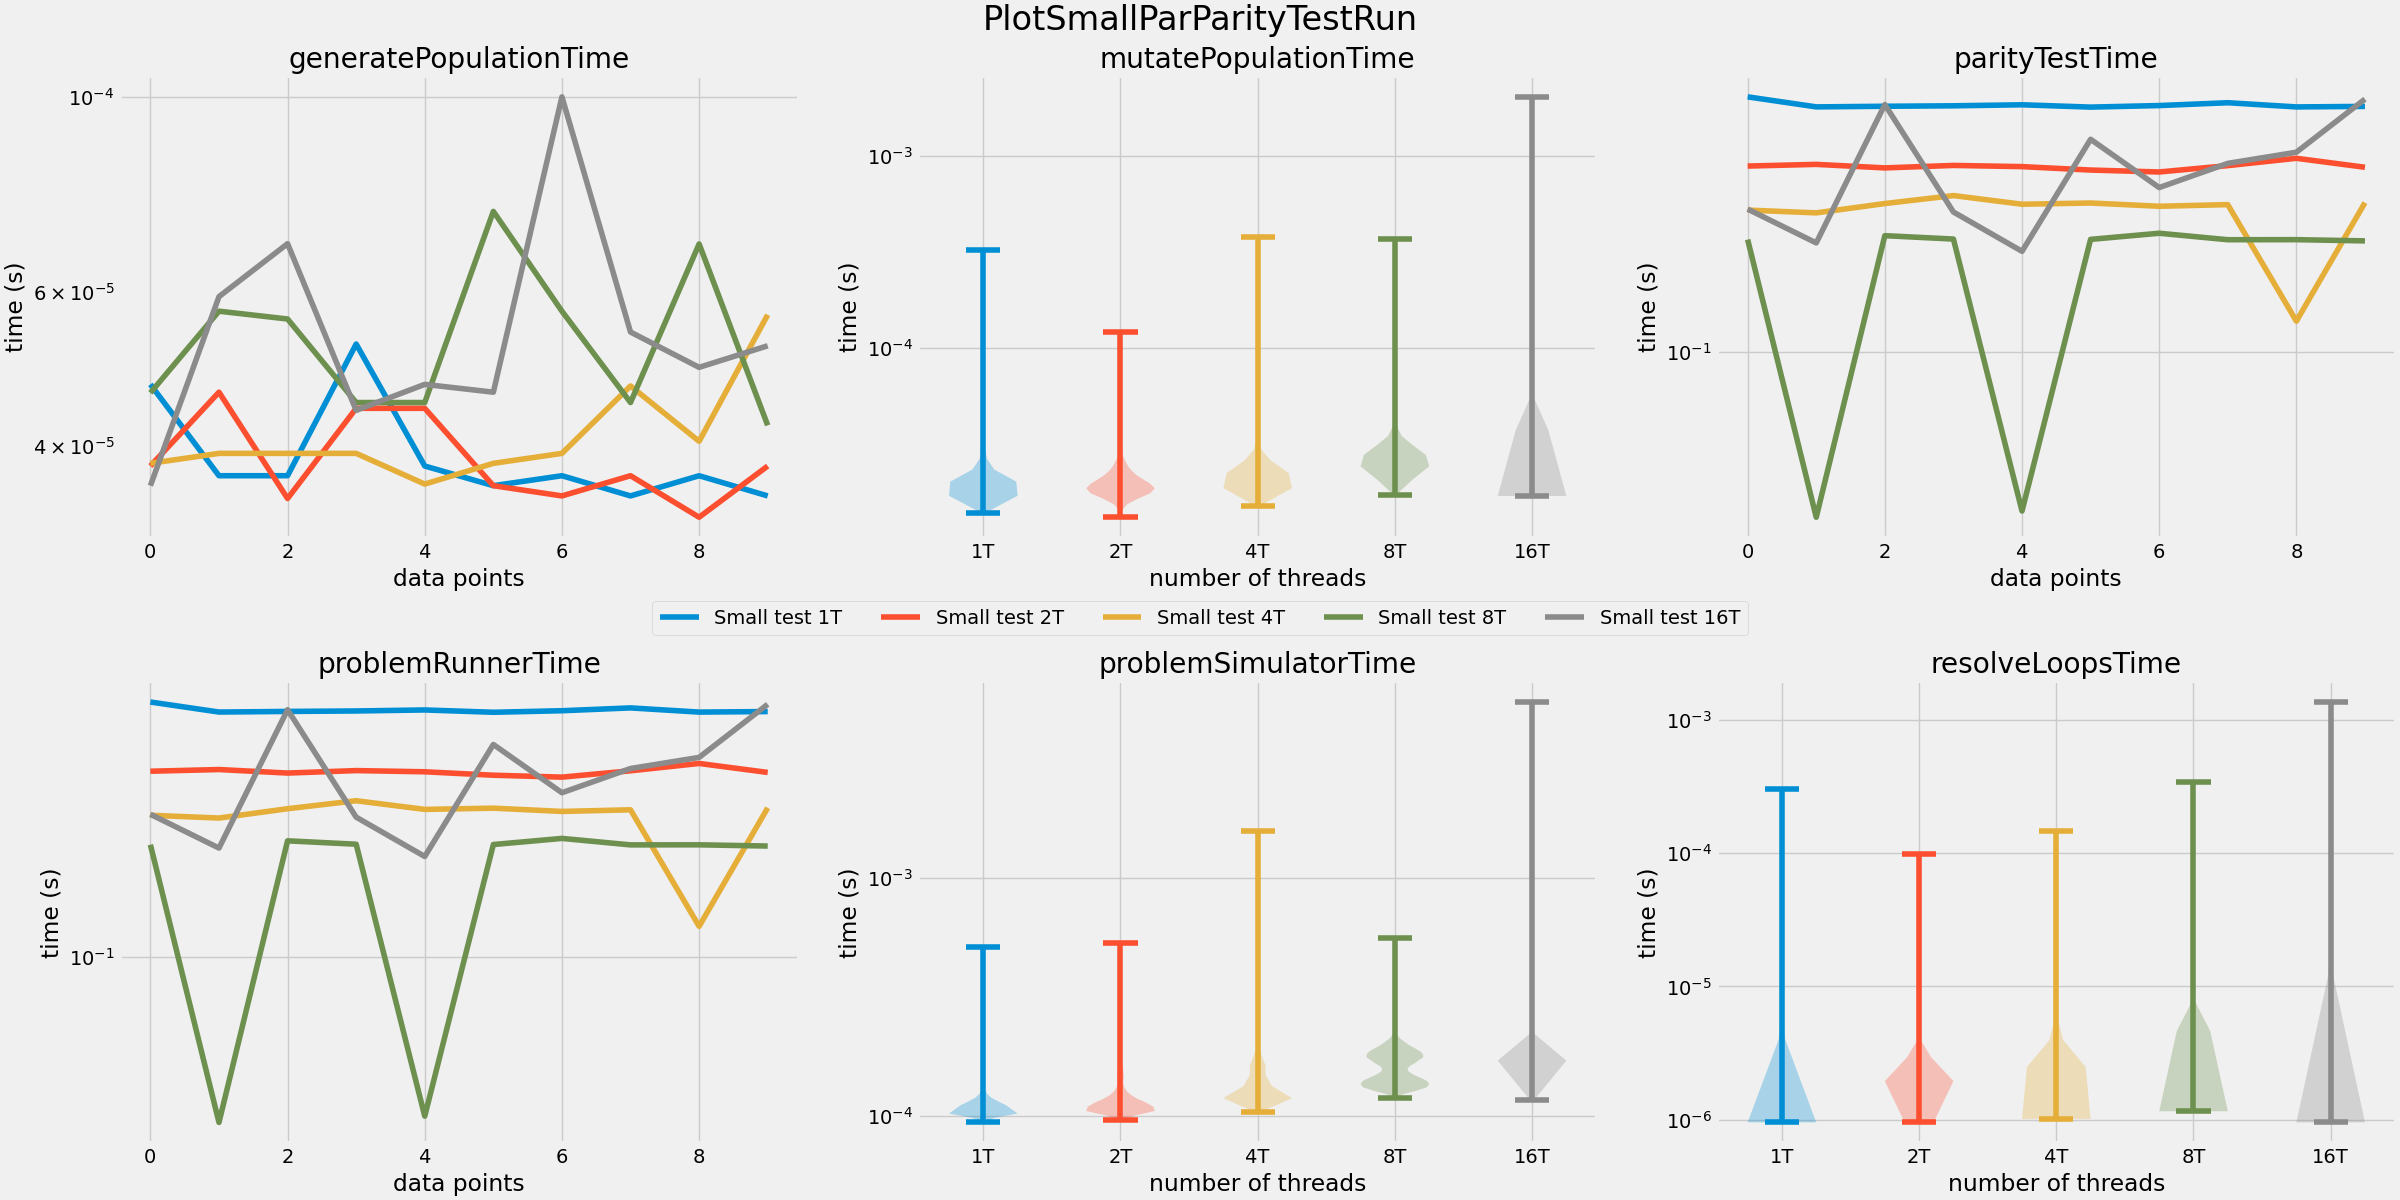 PlotSmallParParityTestRun
generatePopulationTime
time (s)
10⁻⁴
6 × 10⁻⁵
4 × 10⁻⁵
0 2 4 6 8
data points
mutatePopulationTime
time (s)
10⁻³
10⁻⁴
1T 2T 4T 8T 16T
number of threads
parityTestTime
time (s)
10⁻¹
0 2 4 6 8
data points
Small test 1T Small test 2T Small test 4T Small test 8T Small test 16T
problemRunnerTime
time (s)
10⁻¹
0 2 4 6 8
data points
problemSimulatorTime
time (s)
10⁻³
10⁻⁴
1T 2T 4T 8T 16T
number of threads
resolveLoopsTime
time (s)
10⁻³
10⁻⁴
10⁻⁵
10⁻⁶
1T 2T 4T 8T 16T
number of threads